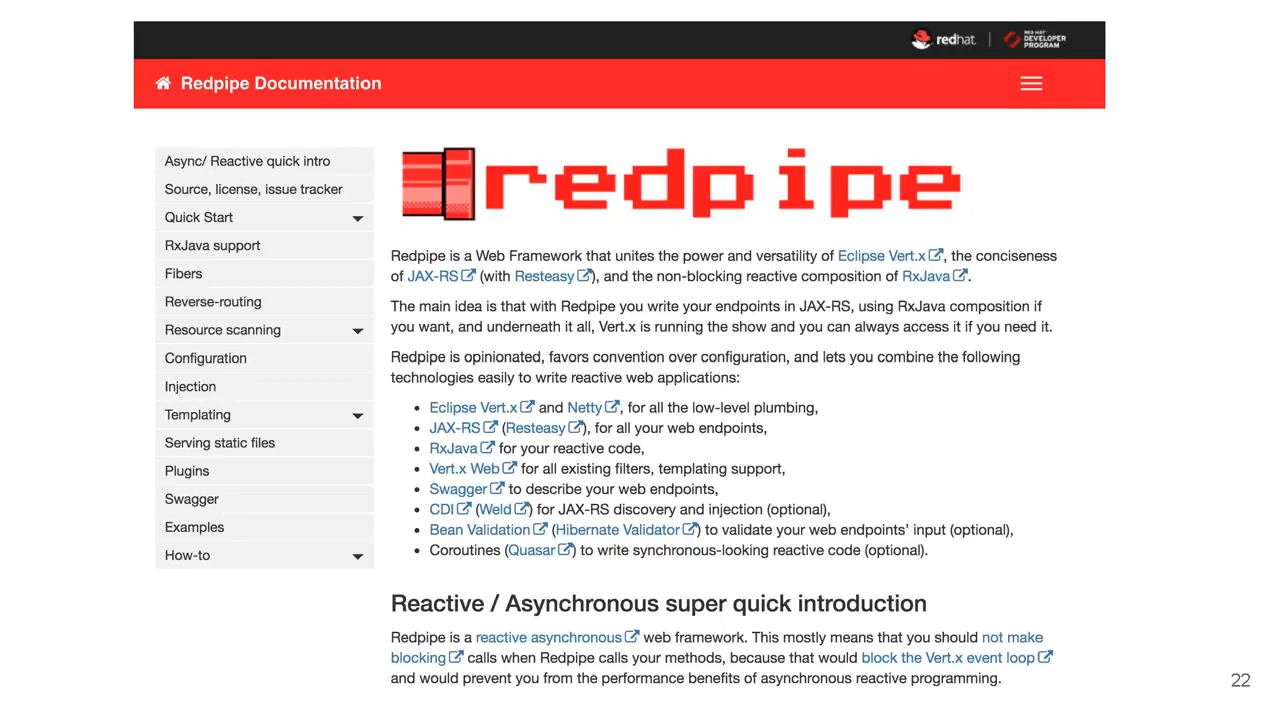 redhat.
RED HAT
DEVELOPER
PROGRAM
Redpipe Documentation
Async/ Reactive quick intro
Source, license, issue tracker
Quick Start
RxJava support
Fibers
Reverse-routing
Resource scanning
Configuration
Injection
Templating
Serving static files
Plugins
Swagger
Examples
How-to
redpipe
Redpipe is a Web Framework that unites the power and versatility of Eclipse Vert.x, the conciseness
of JAX-RS (with Resteasy), and the non-blocking reactive composition of RxJava.
The main idea is that with Redpipe you write your endpoints in JAX-RS, using RxJava composition if
you want, and underneath it all, Vert.x is running the show and you can always access it if you need it.
Redpipe is opinionated, favors convention over configuration, and lets you combine the following
technologies easily to write reactive web applications:
• Eclipse Vert.x and Netty, for all the low-level plumbing,
• JAX-RS (Resteasy), for all your web endpoints,
• RxJava for your reactive code,
• Vert.x Web for all existing filters, templating support,
• Swagger to describe your web endpoints,
• CDI (Weld) for JAX-RS discovery and injection (optional),
• Bean Validation (Hibernate Validator) to validate your web endpoints' input (optional),
• Coroutines (Quasar) to write synchronous-looking reactive code (optional).
Reactive / Asynchronous super quick introduction
Redpipe is a reactive asynchronous web framework. This mostly means that you should not make
blocking calls when Redpipe calls your methods, because that would block the Vert.x event loop
and would prevent you from the performance benefits of asynchronous reactive programming.
22